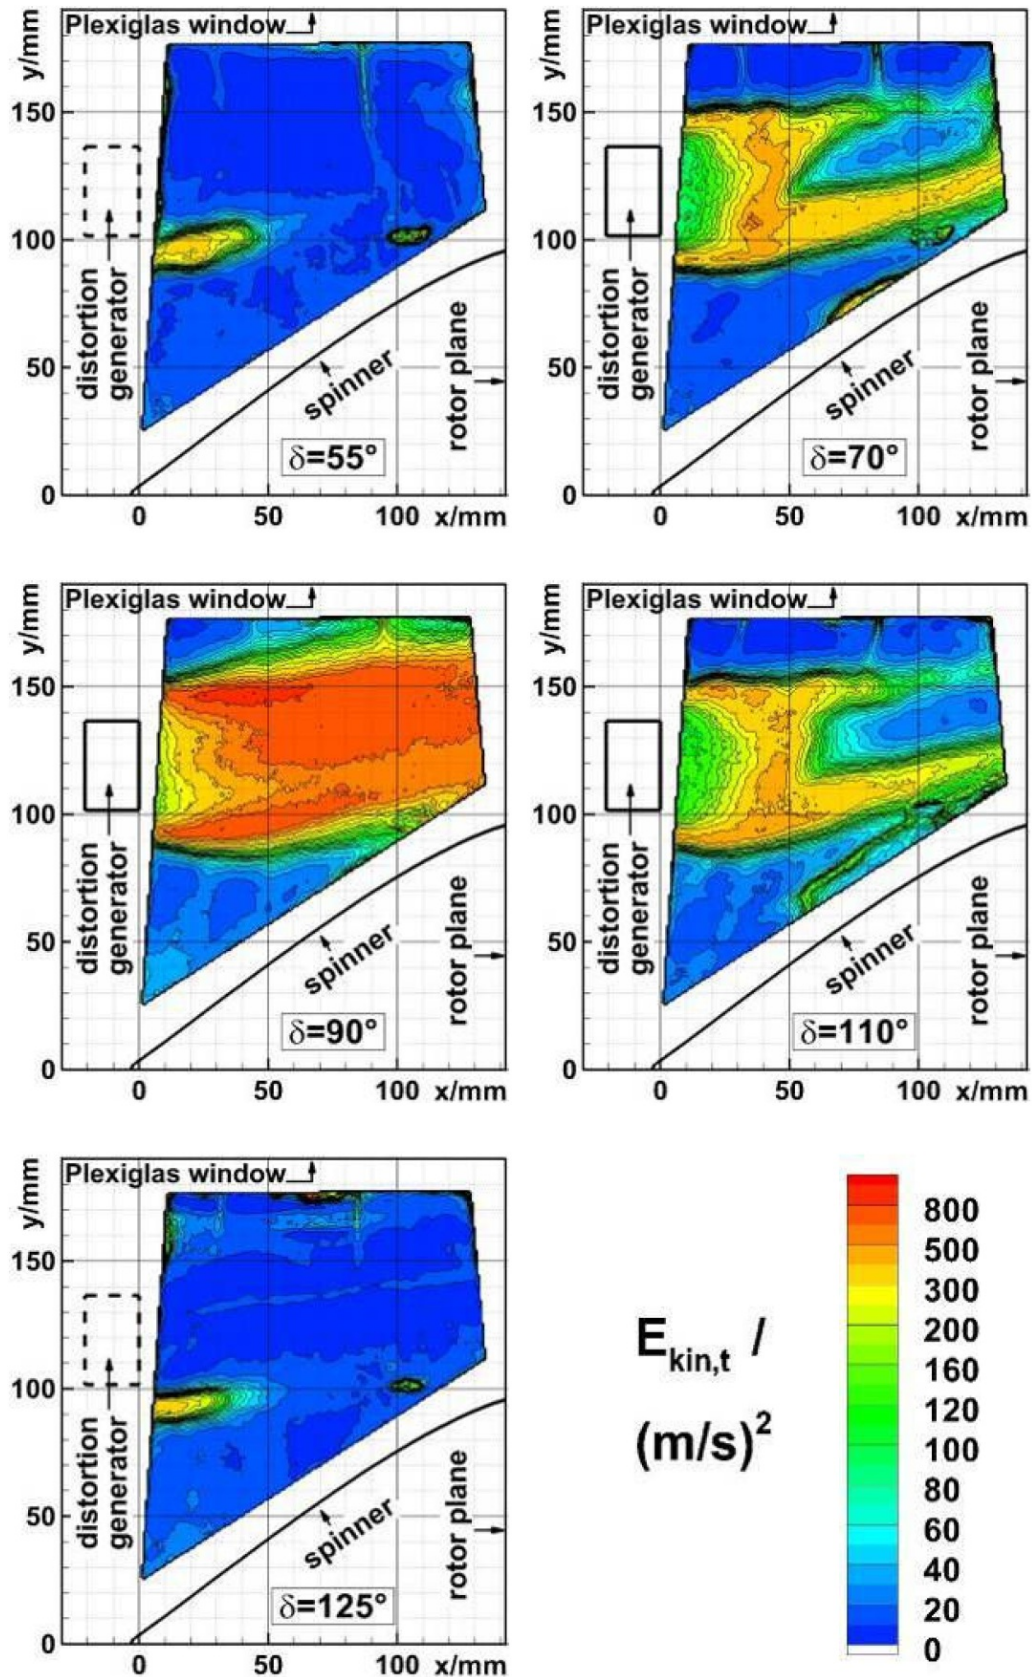 Plexiglas window
y/mm
150
100
50
0
distortion
generator
spinner
rotor plane
δ=55°
0 50 100 x/mm
Plexiglas window
y/mm
150
100
50
0
distortion
generator
spinner
rotor plane
δ=70°
0 50 100 x/mm
Plexiglas window
y/mm
150
100
50
0
distortion
generator
spinner
rotor plane
δ=90°
0 50 100 x/mm
Plexiglas window
y/mm
150
100
50
0
distortion
generator
spinner
rotor plane
δ=110°
0 50 100 x/mm
Plexiglas window
y/mm
150
100
50
0
distortion
generator
spinner
rotor plane
δ=125°
0 50 100 x/mm
E_kin,t /
(m/s)²
800
500
300
200
160
120
100
80
60
40
20
0